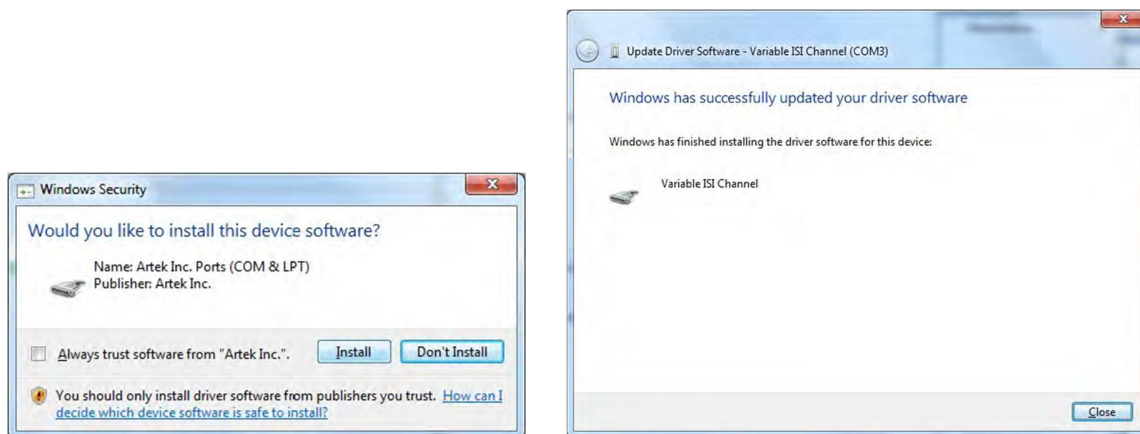 Windows Security
Would you like to install this device software?
Name: Artek Inc. Ports (COM & LPT)
Publisher: Artek Inc.
Always trust software from "Artek Inc.".
Install
Don't Install
You should only install driver software from publishers you trust. How can I
decide which device software is safe to install?
Update Driver Software - Variable ISI Channel (COM3)
Windows has successfully updated your driver software
Windows has finished installing the driver software for this device:
Variable ISI Channel
Close